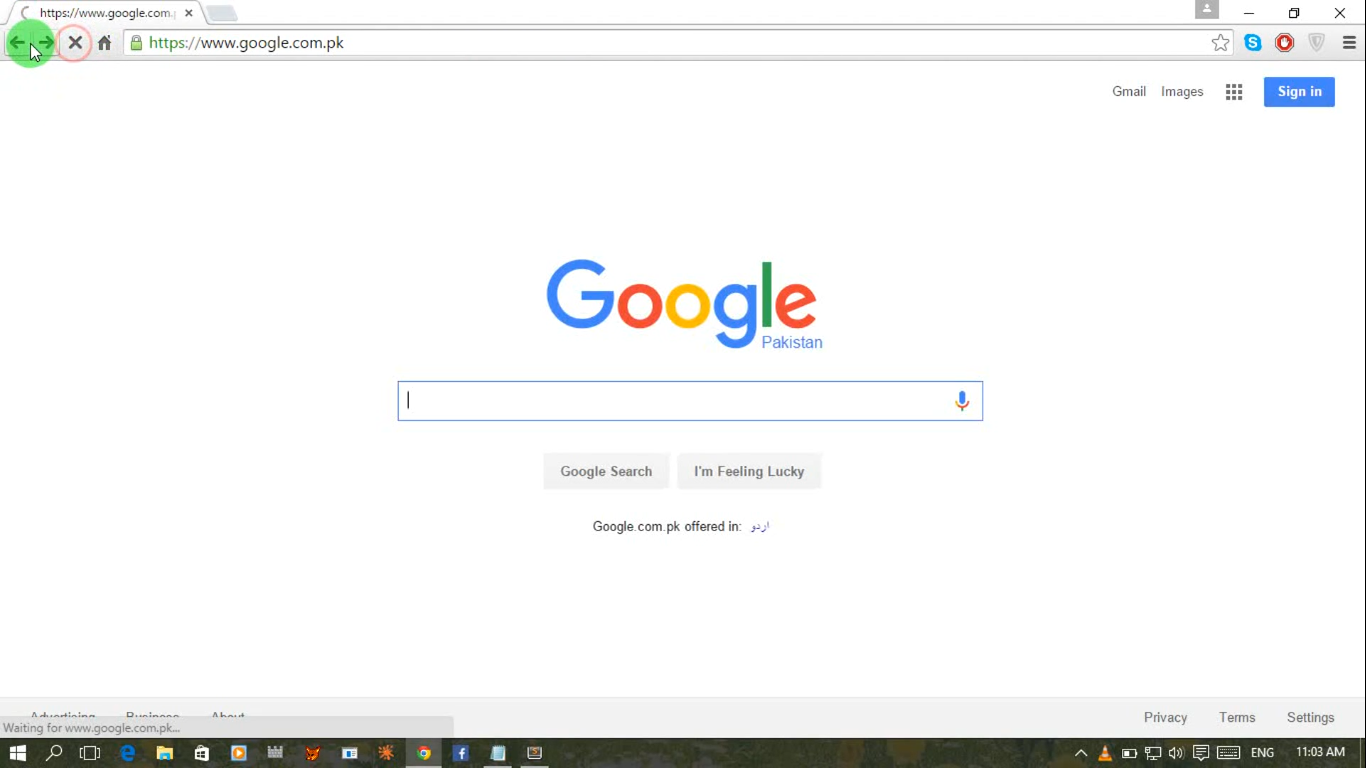 https://www.google.com.
https://www.google.com.pk
Gmail Images Sign in
Google
Pakistan
Google Search I'm Feeling Lucky
Google.com.pk offered in: اردو
Advertising Business About
Privacy Terms Settings
Waiting for www.google.com.pk...
ENG 11:03 AM